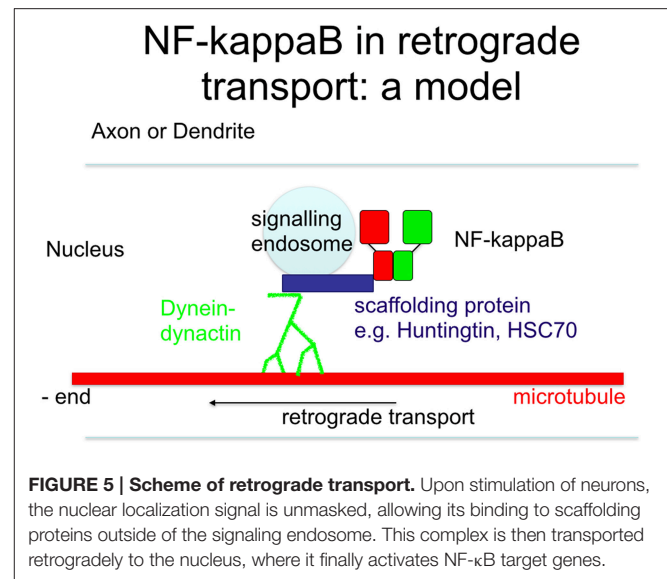 NF-kappaB in retrograde
transport: a model
Axon or Dendrite
signalling
endosome
Nucleus
NF-kappaB
Dynein-
dynactin
scaffolding protein
e.g. Huntingtin, HSC70
- end
microtubule
retrograde transport
FIGURE 5 | Scheme of retrograde transport. Upon stimulation of neurons,
the nuclear localization signal is unmasked, allowing its binding to scaffolding
proteins outside of the signaling endosome. This complex is then transported
retrogradely to the nucleus, where it finally activates NF-κB target genes.